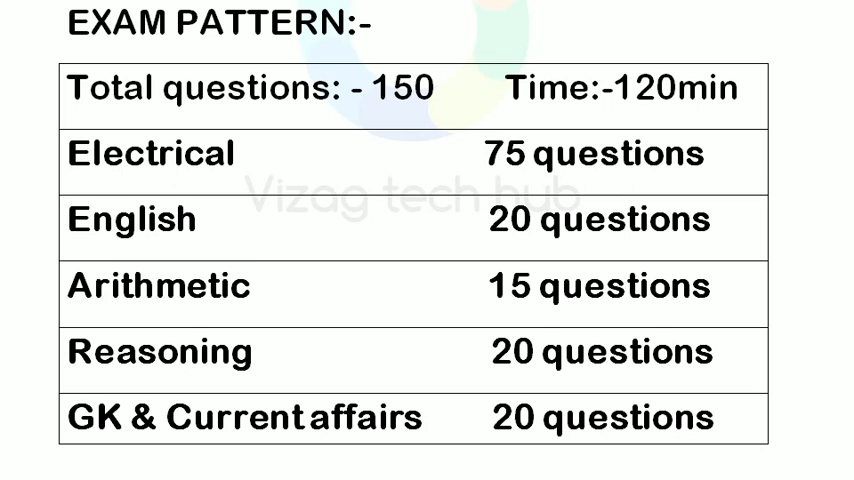 EXAM PATTERN:-
Total questions: - 150 Time:-120min
Electrical 75 questions
Vizag tech hub
English 20 questions
Arithmetic 15 questions
Reasoning 20 questions
GK & Current affairs 20 questions